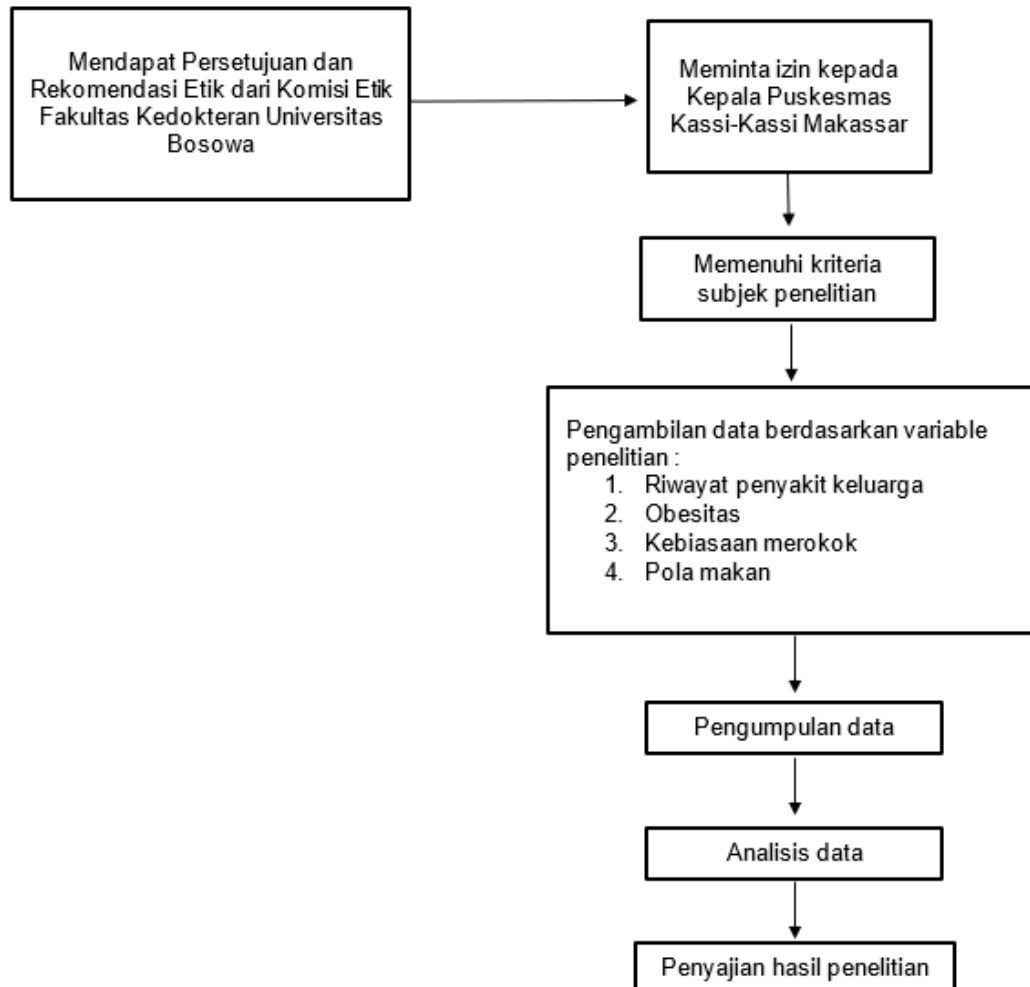 Mendapat Persetujuan dan
Rekomendasi Etik dari Komisi Etik
Fakultas Kedokteran Universitas
Bosowa
Meminta izin kepada
Kepala Puskesmas
Kassi-Kassi Makassar
Memenuhi kriteria
subjek penelitian
Pengambilan data berdasarkan variable
penelitian :
1. Riwayat penyakit keluarga
2. Obesitas
3. Kebiasaan merokok
4. Pola makan
Pengumpulan data
Analisis data
Penyajian hasil penelitian